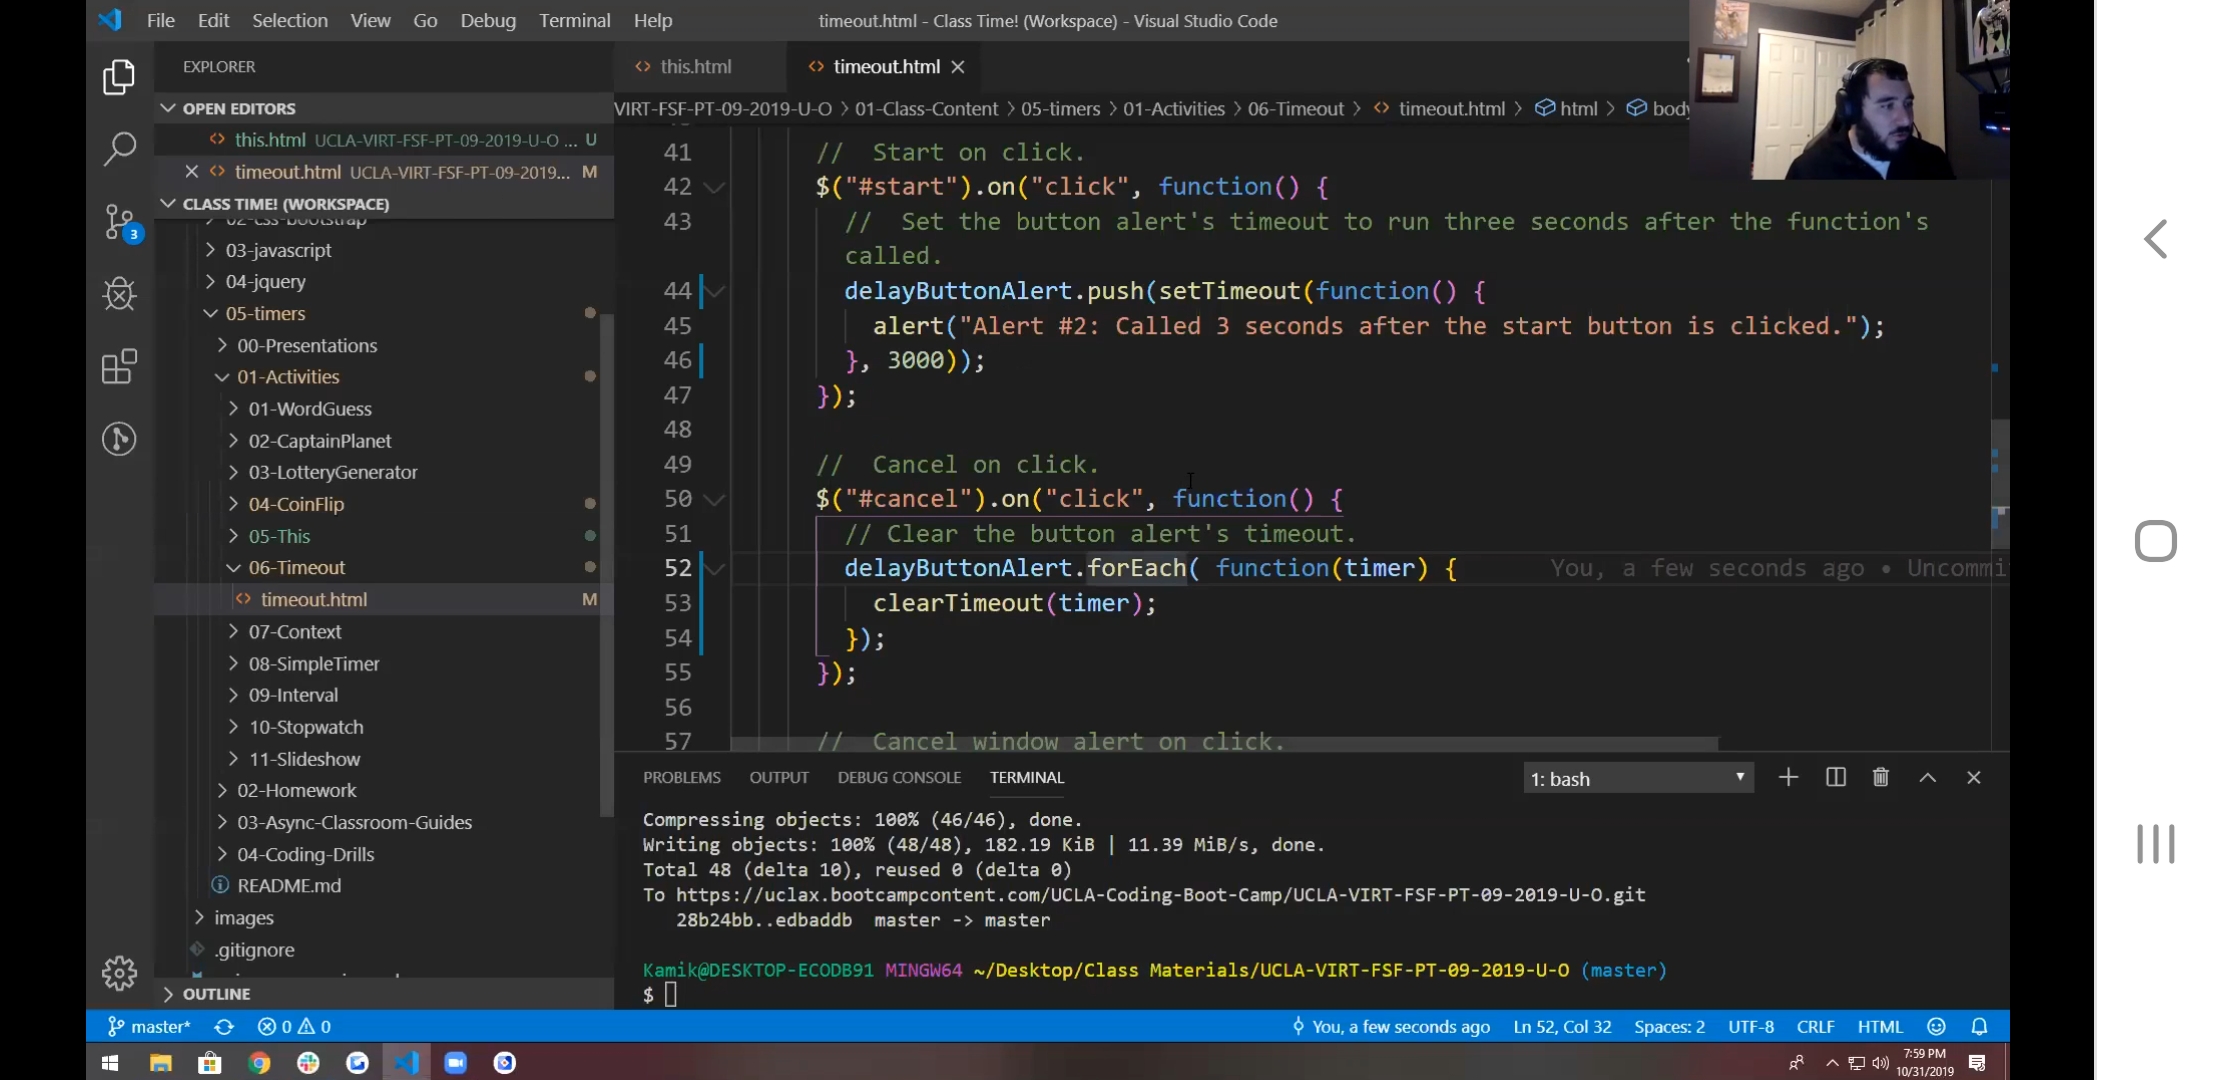 File Edit Selection View Go Debug Terminal Help
timeout.html - Class Time! (Workspace) - Visual Studio Code
EXPLORER
OPEN EDITORS
this.html UCLA-VIRT-FSF-PT-09-2019-U-O ... U
timeout.html UCLA-VIRT-FSF-PT-09-2019... M
CLASS TIME! (WORKSPACE)
02-css-bootstrap
03-javascript
04-jquery
05-timers
00-Presentations
01-Activities
01-WordGuess
02-CaptainPlanet
03-LotteryGenerator
04-CoinFlip
05-This
06-Timeout
timeout.html M
07-Context
08-SimpleTimer
09-Interval
10-Stopwatch
11-Slideshow
02-Homework
03-Async-Classroom-Guides
04-Coding-Drills
README.md
images
.gitignore
OUTLINE
3
this.html
timeout.html
VIRT-FSF-PT-09-2019-U-O > 01-Class-Content > 05-timers > 01-Activities > 06-Timeout > timeout.html > html > body
41 // Start on click.
42 $("#start").on("click", function() {
43 // Set the button alert's timeout to run three seconds after the function's
called.
44 delayButtonAlert.push(setTimeout(function() {
45 alert("Alert #2: Called 3 seconds after the start button is clicked.");
46 }, 3000));
47 });
48
49 // Cancel on click.
50 $("#cancel").on("click", function() {
51 // Clear the button alert's timeout.
52 delayButtonAlert.forEach( function(timer) { You, a few seconds ago • Uncommi
53 clearTimeout(timer);
54 });
55 });
56
57 // Cancel window alert on click.
PROBLEMS OUTPUT DEBUG CONSOLE TERMINAL
1: bash
Compressing objects: 100% (46/46), done.
Writing objects: 100% (48/48), 182.19 KiB | 11.39 MiB/s, done.
Total 48 (delta 10), reused 0 (delta 0)
To https://uclax.bootcampcontent.com/UCLA-Coding-Boot-Camp/UCLA-VIRT-FSF-PT-09-2019-U-O.git
28b24bb..edbaddb master -> master
Kamik@DESKTOP-ECODB91 MINGW64 ~/Desktop/Class Materials/UCLA-VIRT-FSF-PT-09-2019-U-O (master)
$
master* 0 0
You, a few seconds ago Ln 52, Col 32 Spaces: 2 UTF-8 CRLF HTML
7:59 PM
10/31/2019